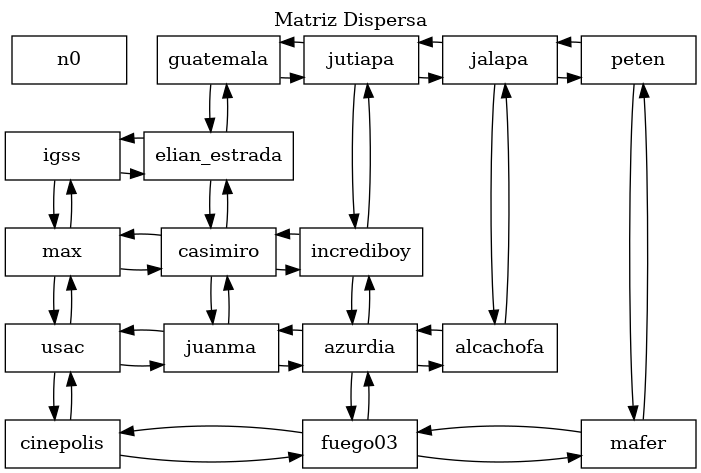 Matriz Dispersa
n0 guatemala jutiapa jalapa peten
igss elian_estrada
max casimiro incrediboy
usac juanma azurdia alcachofa
cinepolis fuego03 mafer